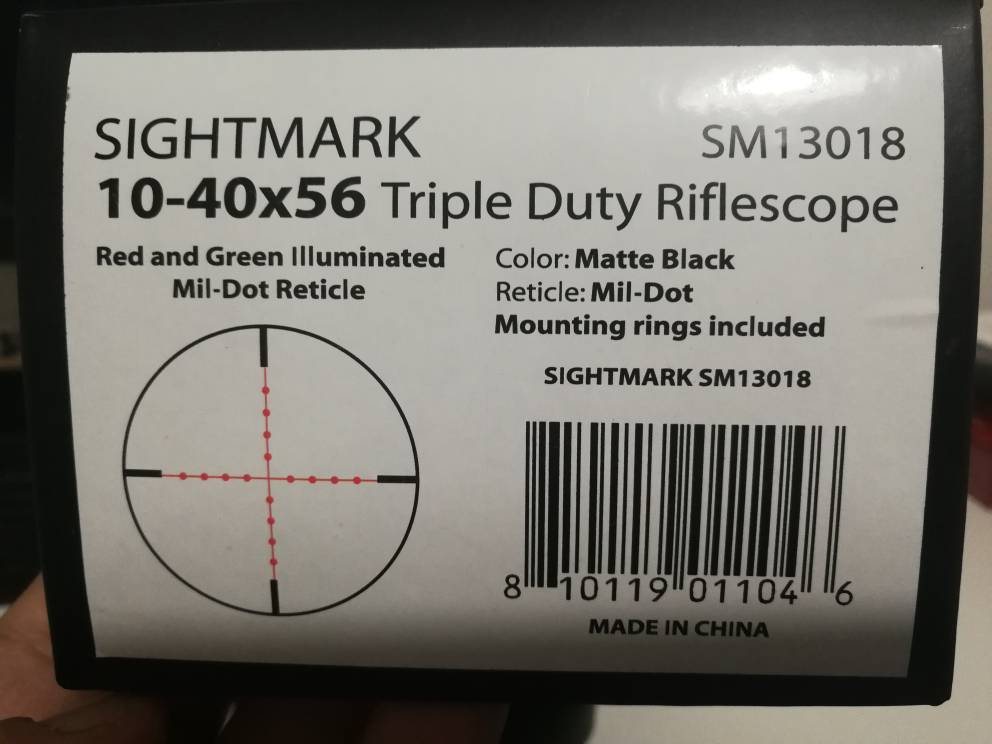 SIGHTMARK SM13018
10-40x56 Triple Duty Riflescope
Red and Green Illuminated
Mil-Dot Reticle
Color: Matte Black
Reticle: Mil-Dot
Mounting rings included
SIGHTMARK SM13018
8 10119 01104 6
MADE IN CHINA